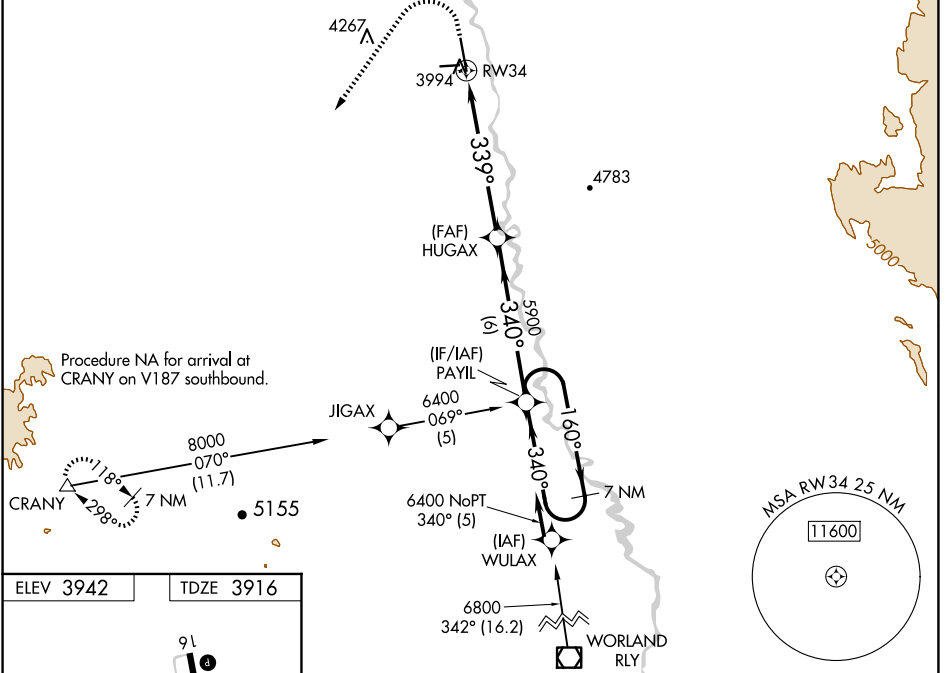 4267
3994
RW34
339°
4783
(FAF)
HUGAX
5000
5900
340°
(6)
(IF/IAF)
PAYIL
Procedure NA for arrival at
CRANY on V187 southbound.
JIGAX
6400
069°
(5)
160°
8000
070°
(11.7)
118°
CRANY
298°
7 NM
5155
340°
7 NM
6400 NoPT
340° (5)
(IAF)
WULAX
MSA RW34 25 NM
11600
ELEV 3942
TDZE 3916
6800
342° (16.2)
WORLAND
RLY
16
P